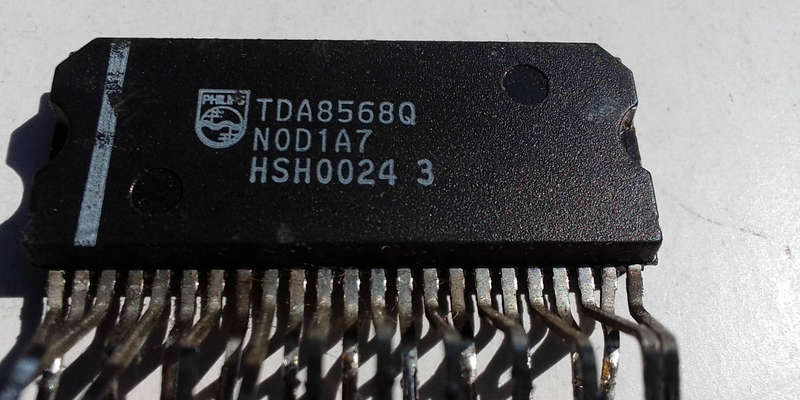 PHILIPS
TDA8568Q
N0D1A7
HSH0024 3